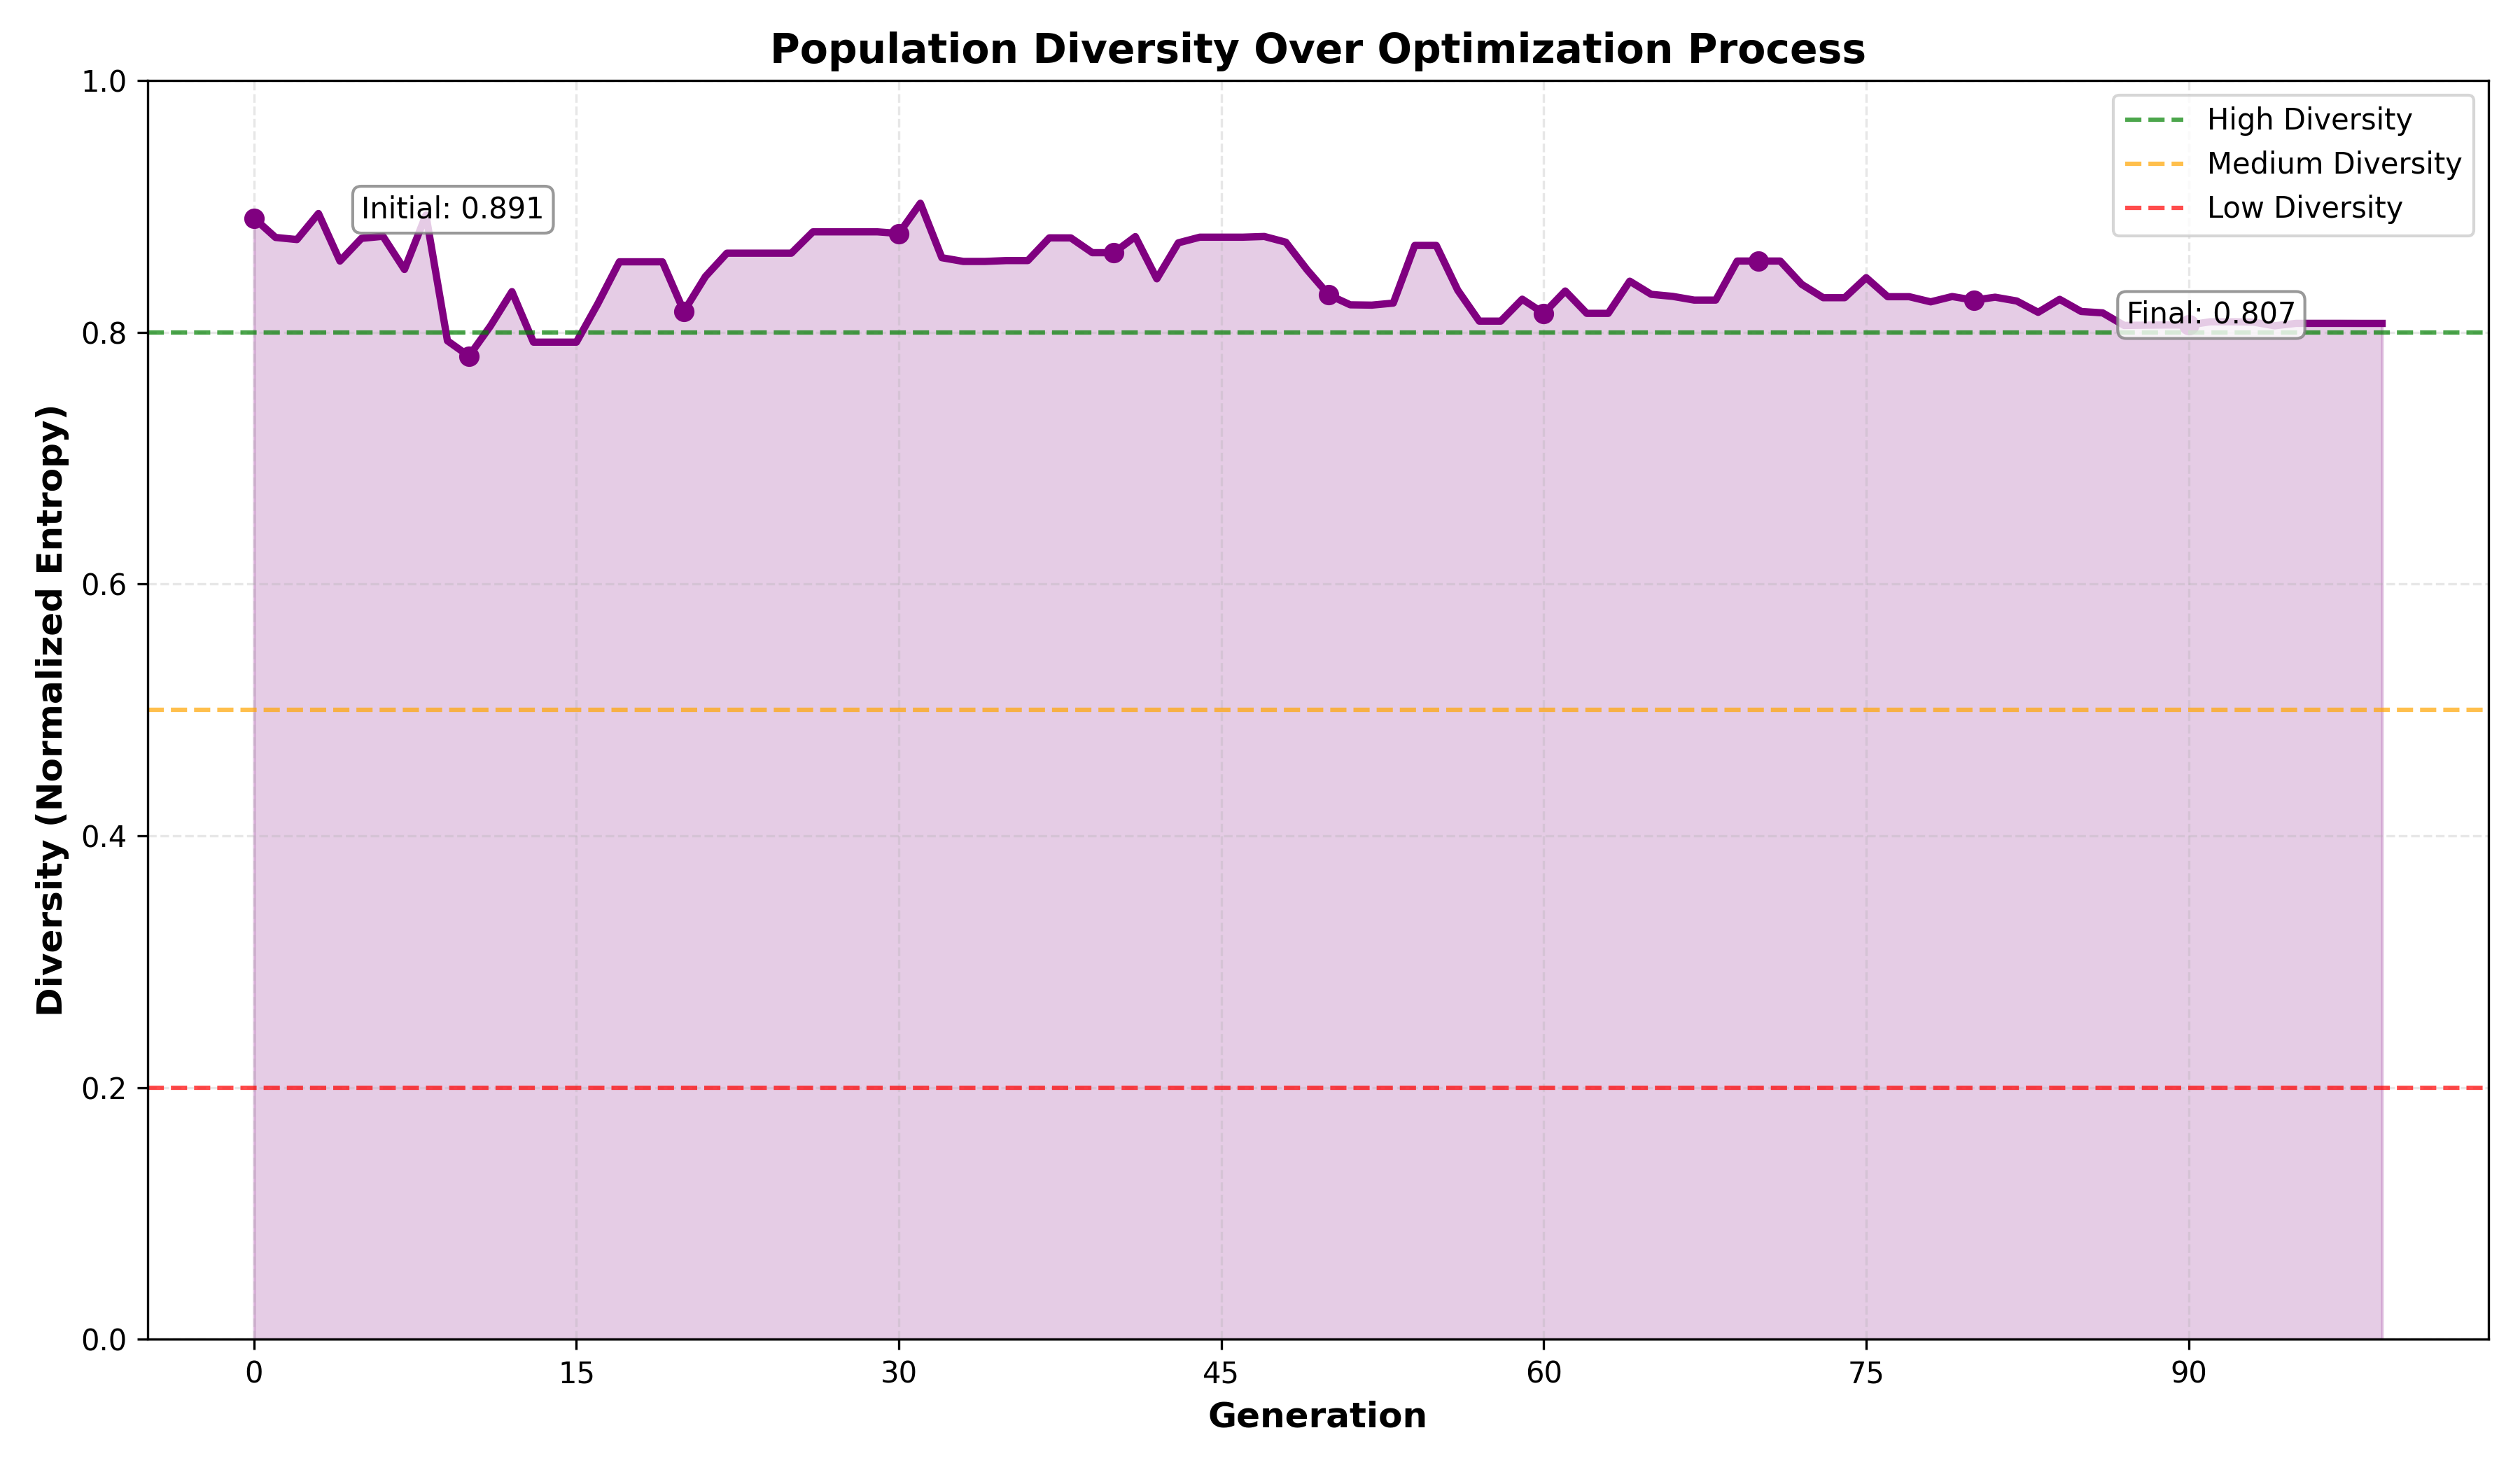 Population Diversity Over Optimization Process
1.0
0.8
0.6
0.4
0.2
0.0
Diversity (Normalized Entropy)
Initial: 0.891
Final: 0.807
High Diversity
Medium Diversity
Low Diversity
0 15 30 45 60 75 90
Generation